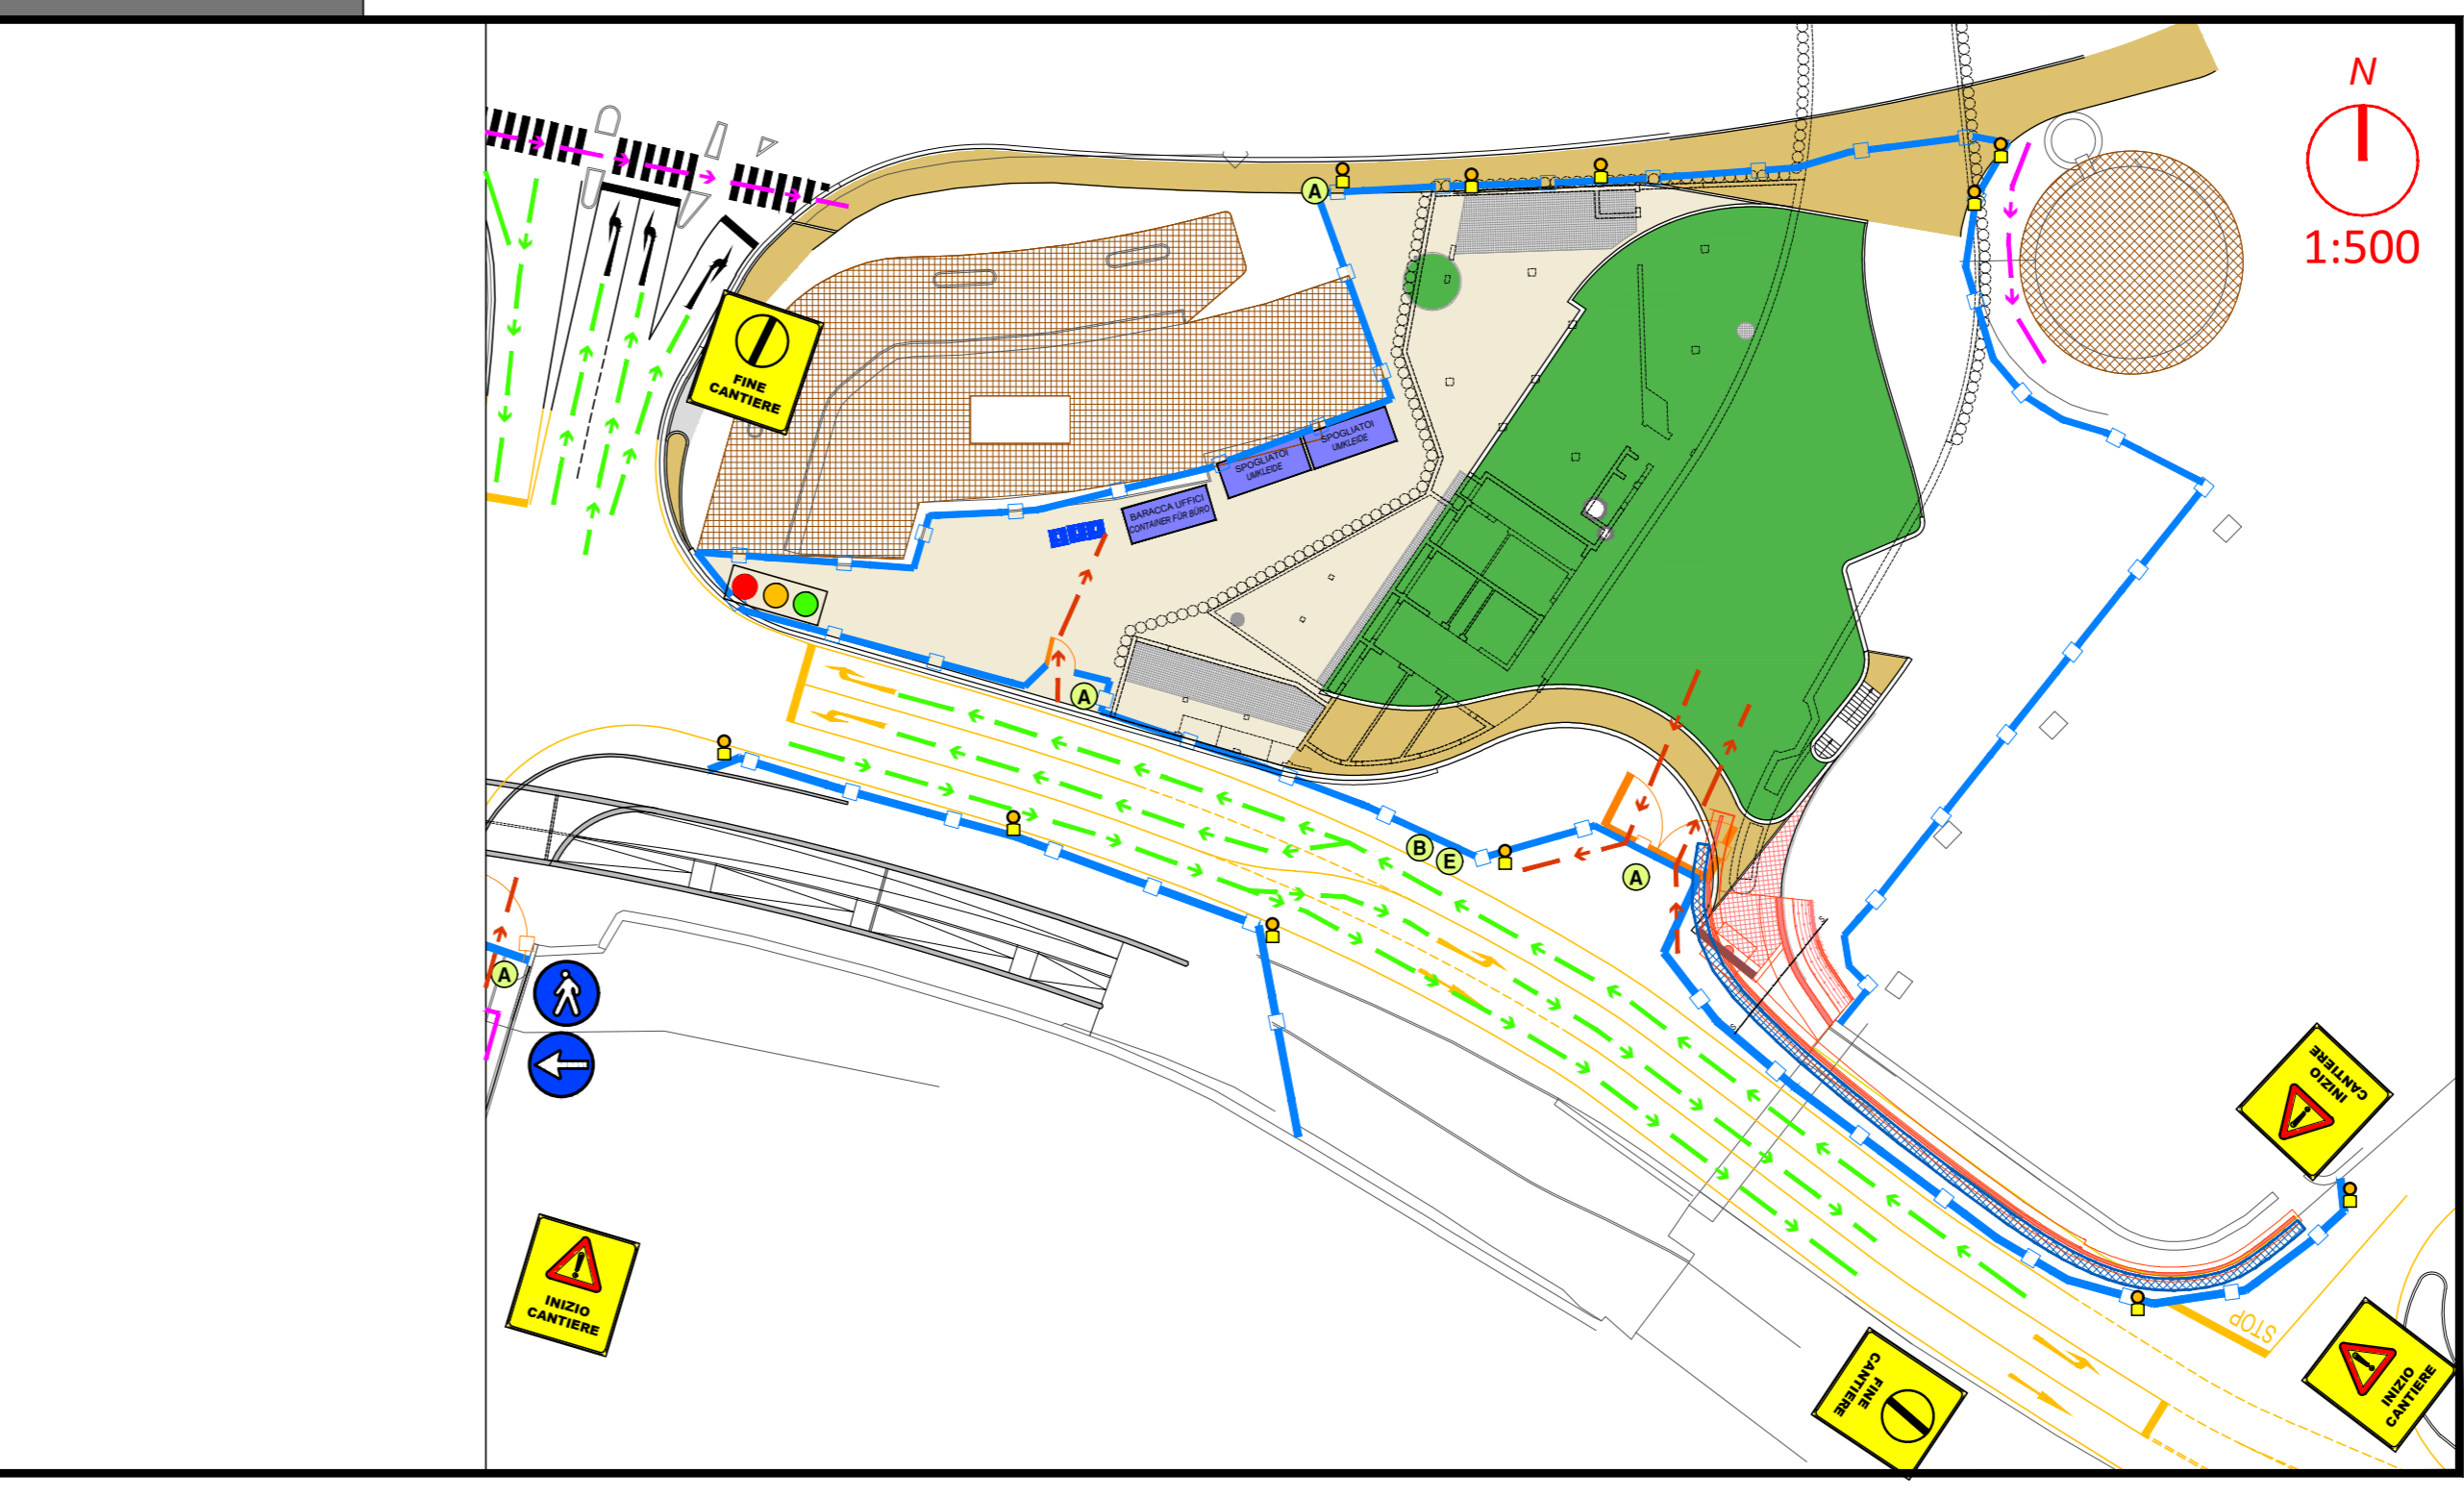 N
1:500
A
FINE
CANTIERE
SPOGLIATOI
UMKLEIDE
SPOGLIATOI
UMKLEIDE
BARACCA UFFICI
CONTAINER FÜR BÜRO
A
B
E
A
A
INIZIO
CANTIERE
INIZIO
CANTIERE
STOP
INIZIO
CANTIERE
FINE
CANTIERE